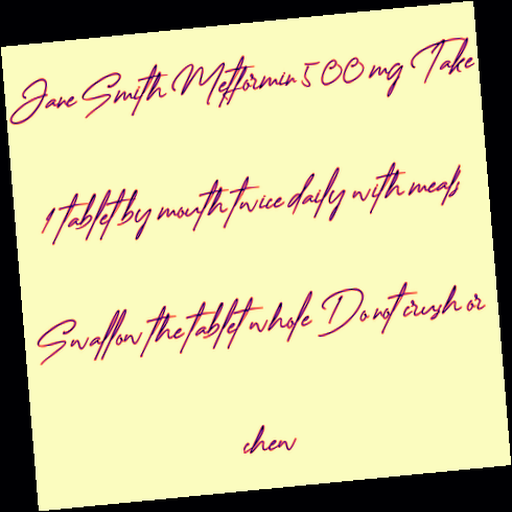 Jane Smith Metformin 500 mg Take
1 tablet by mouth twice daily with meals
Swallow the tablet whole Do not crush or
chew